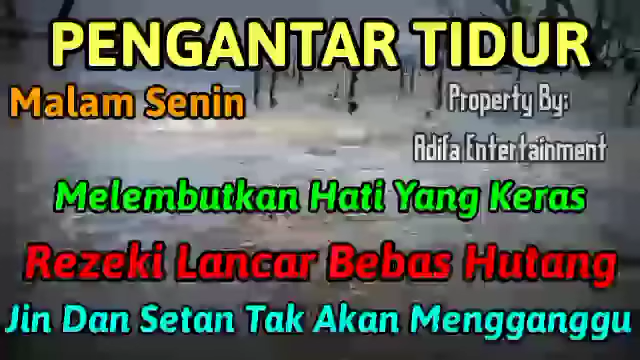 PENGANTAR TIDUR
Malam Senin
Property By:
Adifa Entertainment
Melembutkan Hati Yang Keras
Rezeki Lancar Bebas Hutang
Jin Dan Setan Tak Akan Mengganggu